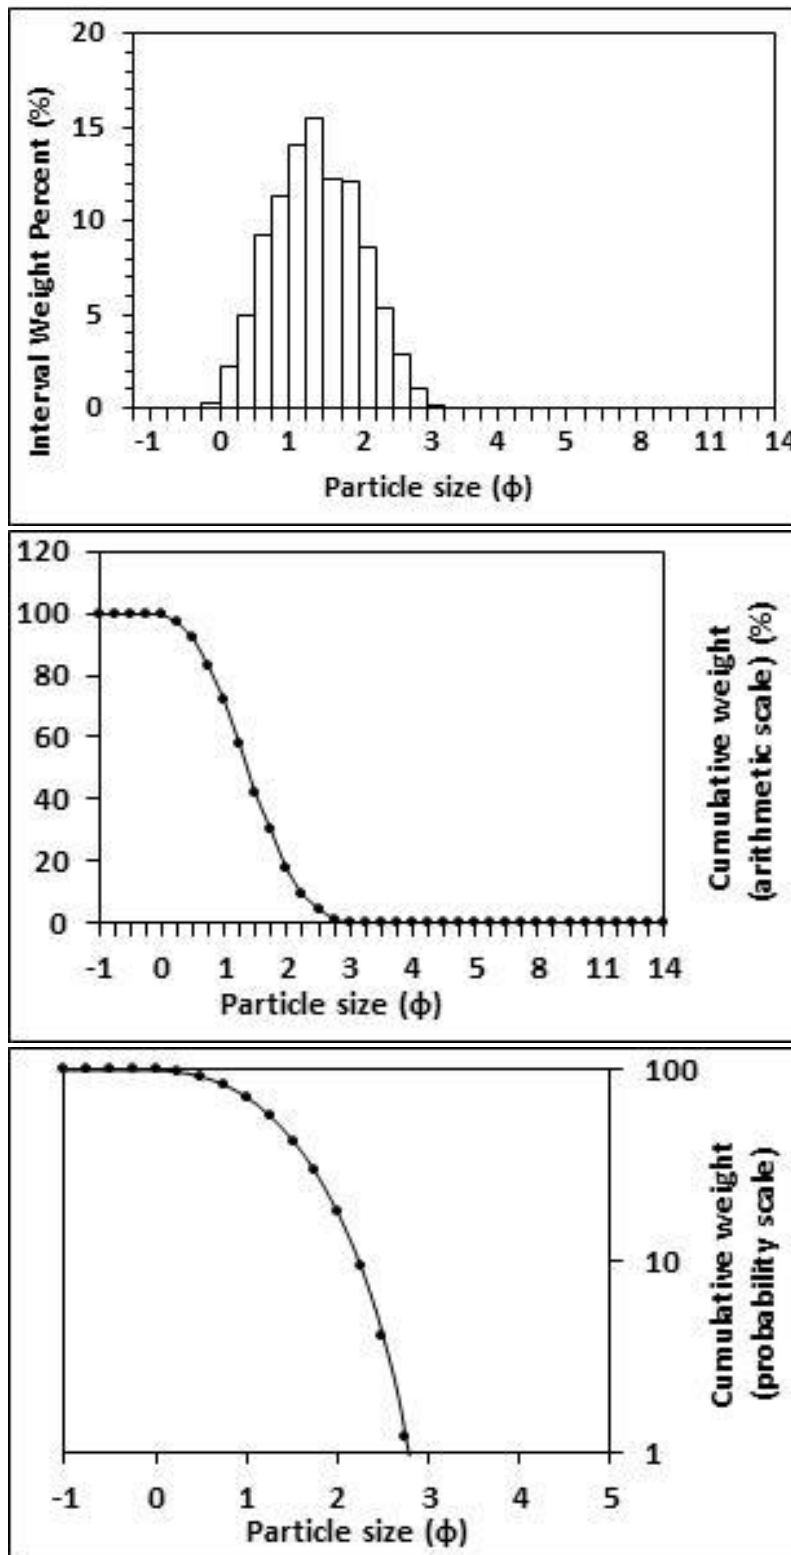 20
15
10
5
0
Interval Weight Percent (%)
-1 0 1 2 3 4 5 8 11 14
Particle size (ϕ)
120
100
80
60
40
20
0
Cumulative weight
(arithmetic scale) (%)
-1 0 1 2 3 4 5 8 11 14
Particle size (ϕ)
100
10
1
Cumulative weight
(probability scale)
-1 0 1 2 3 4 5
Particle size (ϕ)